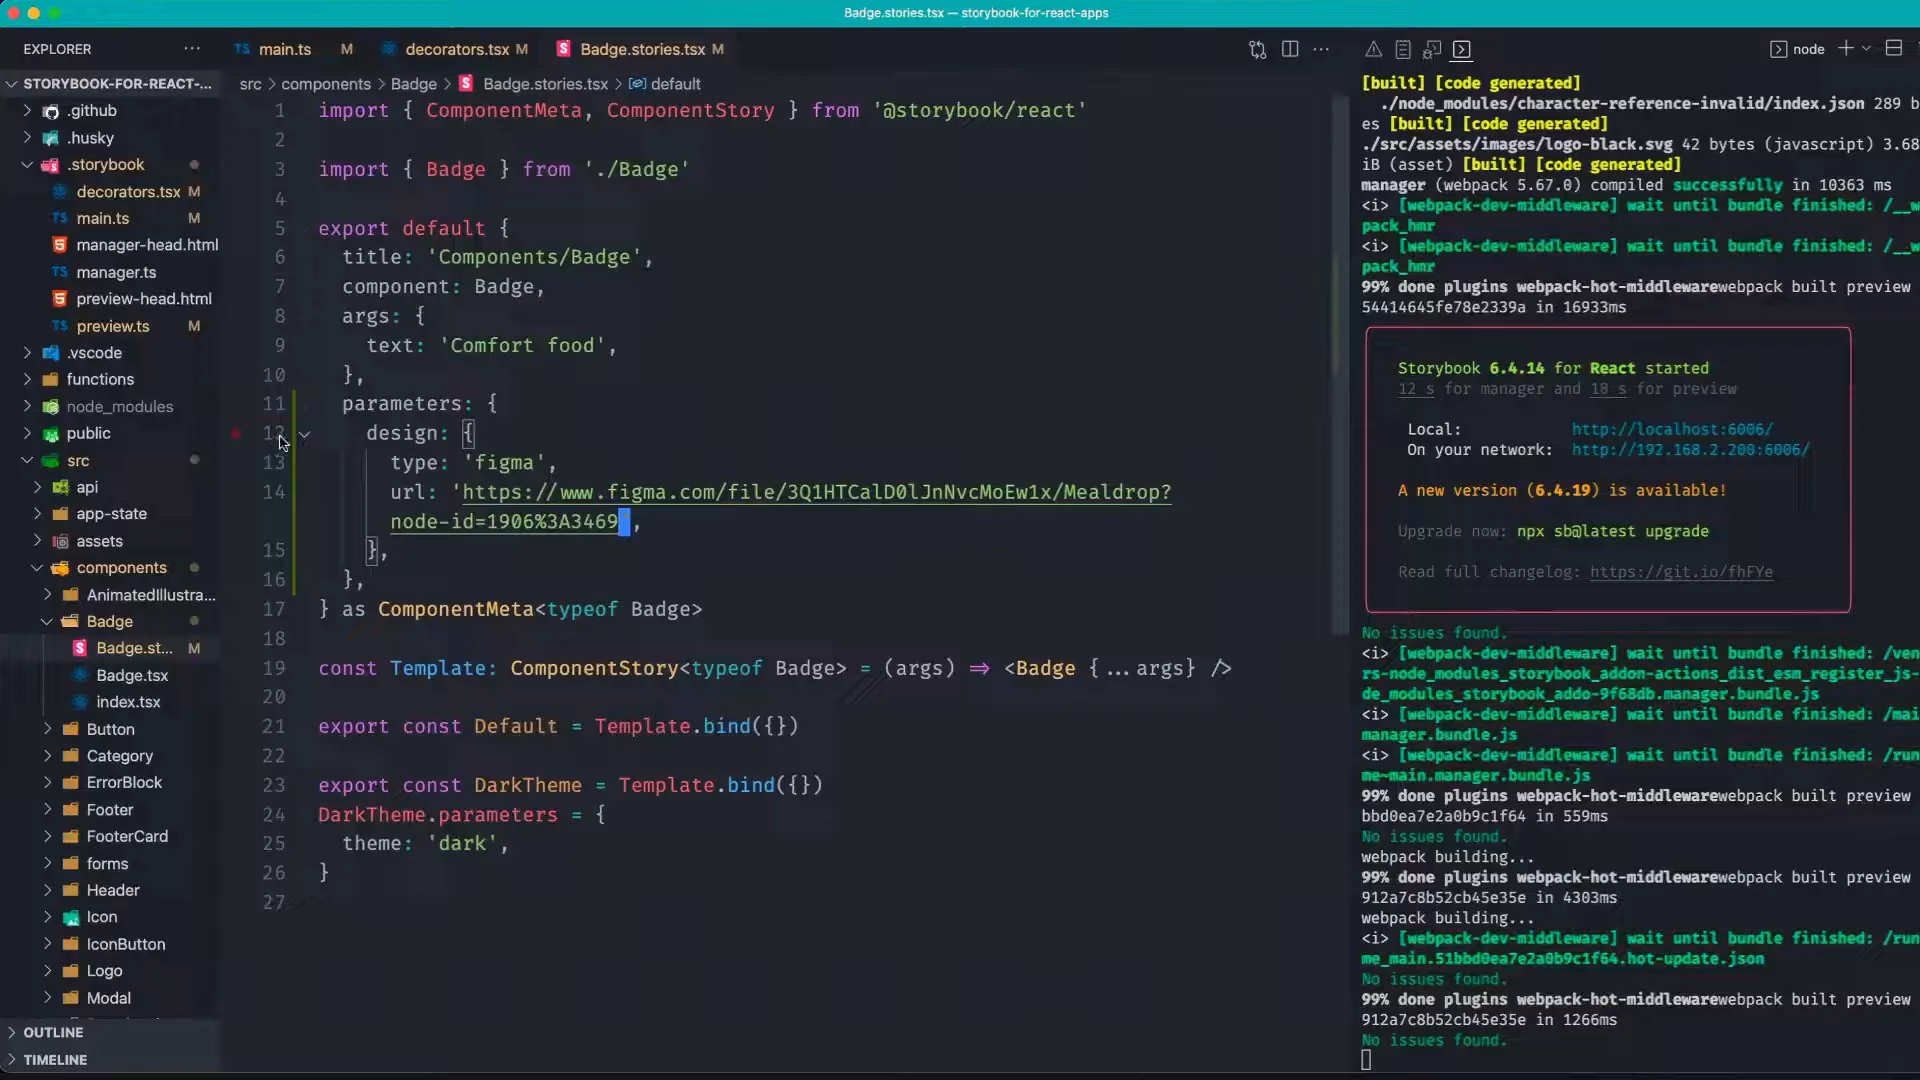 Badge.stories.tsx — storybook-for-react-apps
EXPLORER
STORYBOOK-FOR-REACT-...
.github
.husky
.storybook
decorators.tsx M
main.ts M
manager-head.html
manager.ts
preview-head.html
preview.ts M
.vscode
functions
node_modules
public
src
api
app-state
assets
components
AnimatedIllustra...
Badge
Badge.st... M
Badge.tsx
index.tsx
Button
Category
ErrorBlock
Footer
FooterCard
forms
Header
Icon
IconButton
Logo
Modal
OUTLINE
TIMELINE
TS main.ts M
decorators.tsx M
Badge.stories.tsx M
src > components > Badge > Badge.stories.tsx > default
1 import { ComponentMeta, ComponentStory } from '@storybook/react'
2
3 import { Badge } from './Badge'
4
5 export default {
6 title: 'Components/Badge',
7 component: Badge,
8 args: {
9 text: 'Comfort food',
10 },
11 parameters: {
12 design: {
13 type: 'figma',
14 url: 'https://www.figma.com/file/3Q1HTCalD0lJnNvcMoEw1x/Mealdrop?
node-id=1906%3A3469',
15 },
16 },
17 } as ComponentMeta<typeof Badge>
18
19 const Template: ComponentStory<typeof Badge> = (args) ⇒ <Badge {...args} />
20
21 export const Default = Template.bind({})
22
23 export const DarkTheme = Template.bind({})
24 DarkTheme.parameters = {
25 theme: 'dark',
26 }
27
node
[built] [code generated]
./node_modules/character-reference-invalid/index.json 289 b
es [built] [code generated]
./src/assets/images/logo-black.svg 42 bytes (javascript) 3.68
iB (asset) [built] [code generated]
manager (webpack 5.67.0) compiled successfully in 10363 ms
<i> [webpack-dev-middleware] wait until bundle finished: /__w
pack_hmr
<i> [webpack-dev-middleware] wait until bundle finished: /__w
pack_hmr
99% done plugins webpack-hot-middlewarewebpack built preview
54414645fe78e2339a in 16933ms
Storybook 6.4.14 for React started
12 s for manager and 18 s for preview
Local: http://localhost:6006/
On your network: http://192.168.2.200:6006/
A new version (6.4.19) is available!
Upgrade now: npx sb@latest upgrade
Read full changelog: https://git.io/fhFYe
No issues found.
<i> [webpack-dev-middleware] wait until bundle finished: /ven
rs-node_modules_storybook_addon-actions_dist_esm_register_js-
de_modules_storybook_addo-9f68db.manager.bundle.js
<i> [webpack-dev-middleware] wait until bundle finished: /mai
manager.bundle.js
<i> [webpack-dev-middleware] wait until bundle finished: /run
me~main.manager.bundle.js
99% done plugins webpack-hot-middlewarewebpack built preview
bbd0ea7e2a0b9c1f64 in 559ms
No issues found.
webpack building...
99% done plugins webpack-hot-middlewarewebpack built preview
912a7c8b52cb45e35e in 4303ms
webpack building...
<i> [webpack-dev-middleware] wait until bundle finished: /run
me_main.51bbd0ea7e2a0b9c1f64.hot-update.json
No issues found.
99% done plugins webpack-hot-middlewarewebpack built preview
912a7c8b52cb45e35e in 1266ms
No issues found.